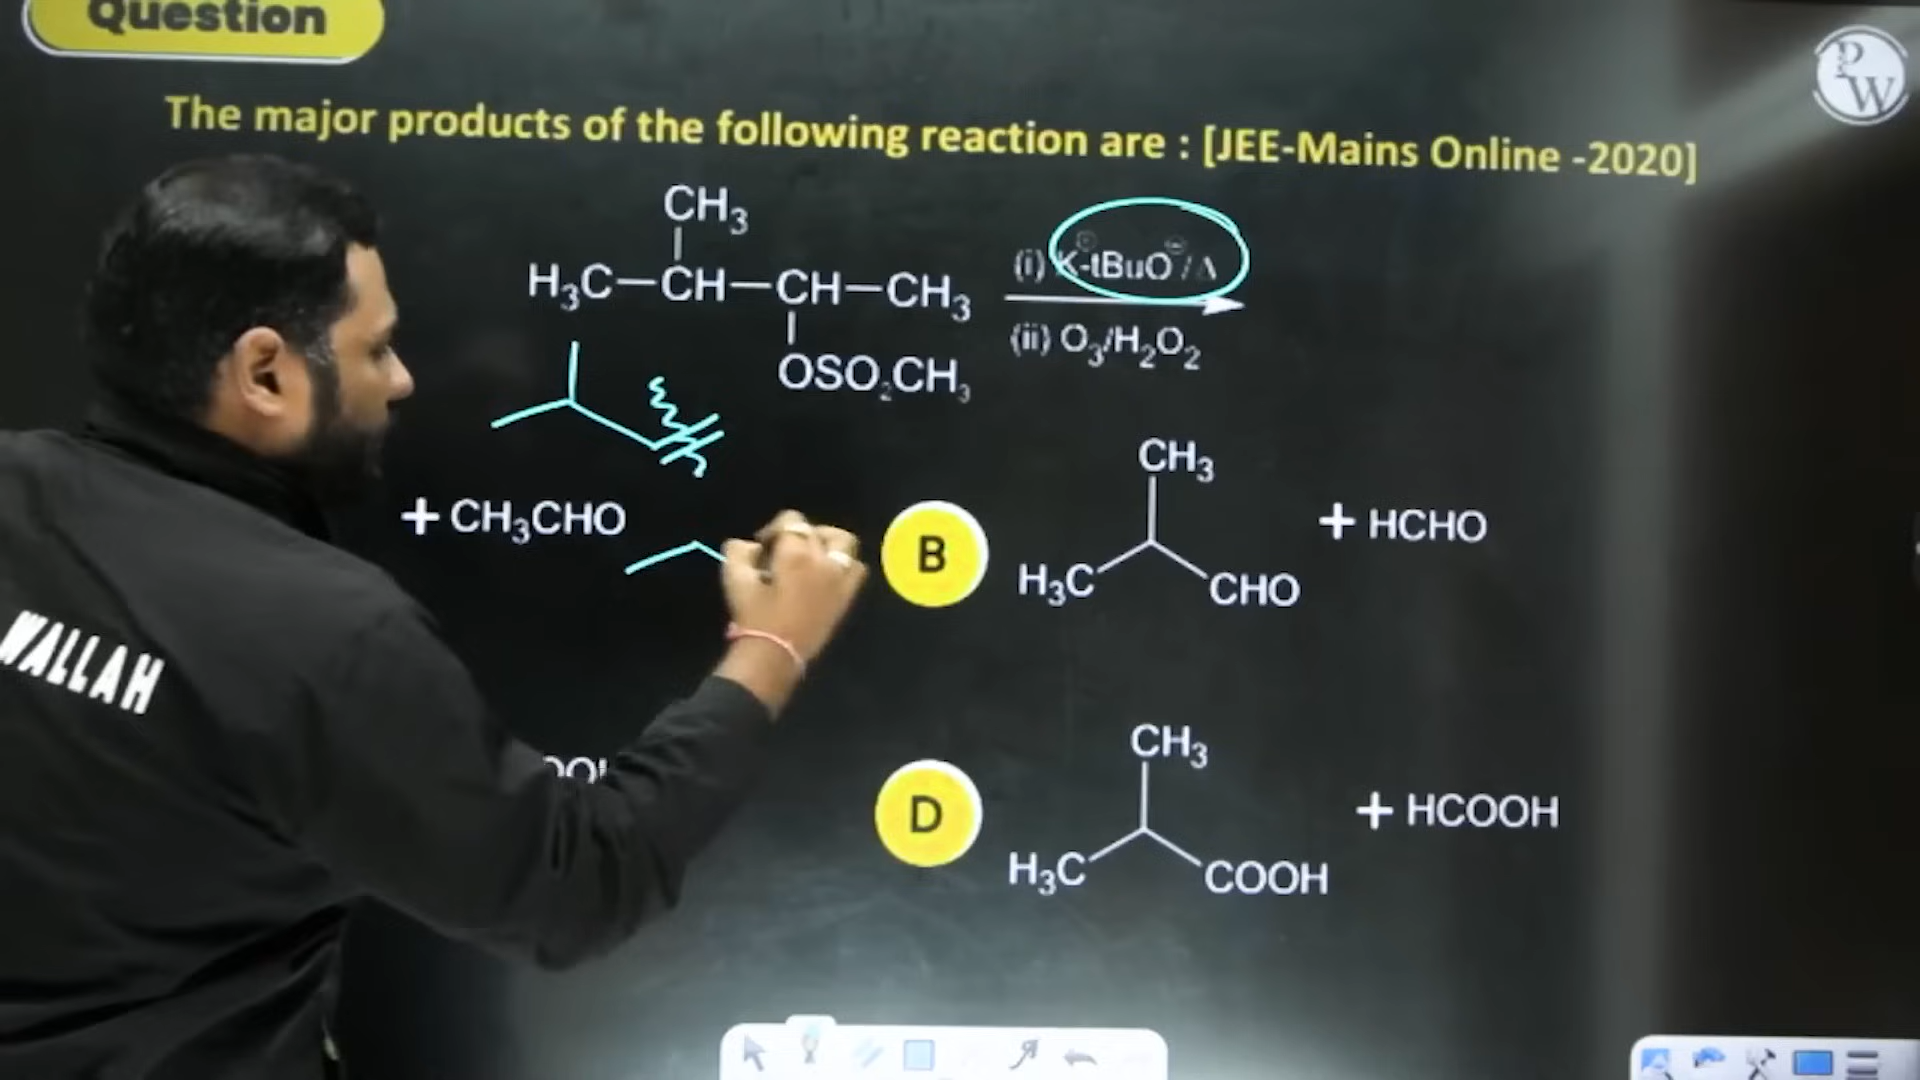 Question
P
W
The major products of the following reaction are : [JEE-Mains Online -2020]
CH₃
H₃C—CH—CH—CH₃
OSO₂CH₃
(i) K-tBuO / Δ
(ii) O₃/H₂O₂
+ CH₃CHO
B
CH₃
H₃C
CHO
+ HCHO
D
CH₃
H₃C
COOH
+ HCOOH
WALLAH